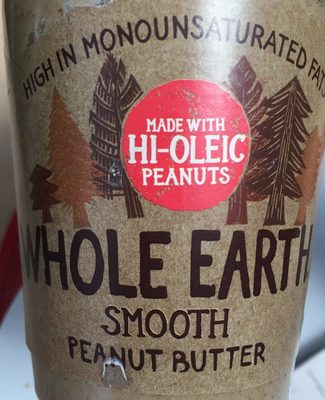 HIGH IN MONOUNSATURATED FATS
MADE WITH
HI-OLEIC
PEANUTS
WHOLE EARTH
SMOOTH
PEANUT BUTTER